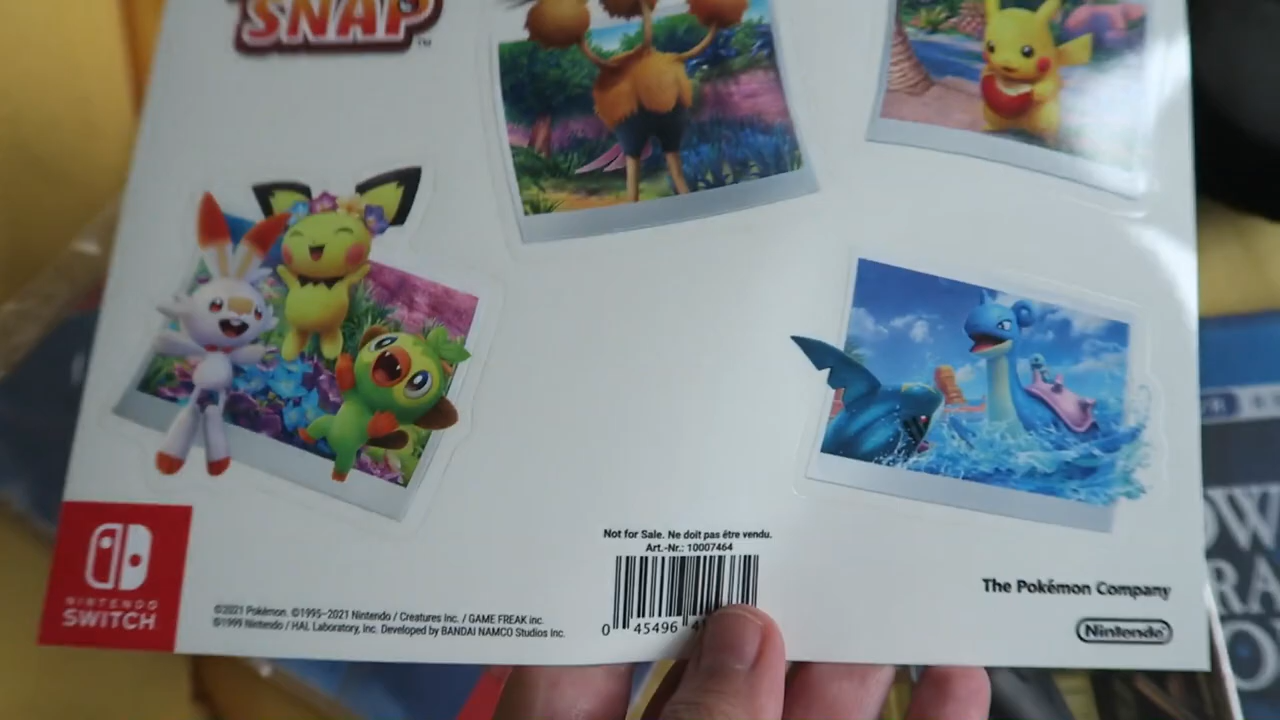 SNAP
TM
Not for Sale. Ne doit pas être vendu.
Art.-Nr.: 10007464
0 45496
NINTENDO
SWITCH
©2021 Pokémon. ©1995–2021 Nintendo / Creatures Inc. / GAME FREAK inc.
©1999 Nintendo / HAL Laboratory, Inc. Developed by BANDAI NAMCO Studios Inc.
The Pokémon Company
Nintendo